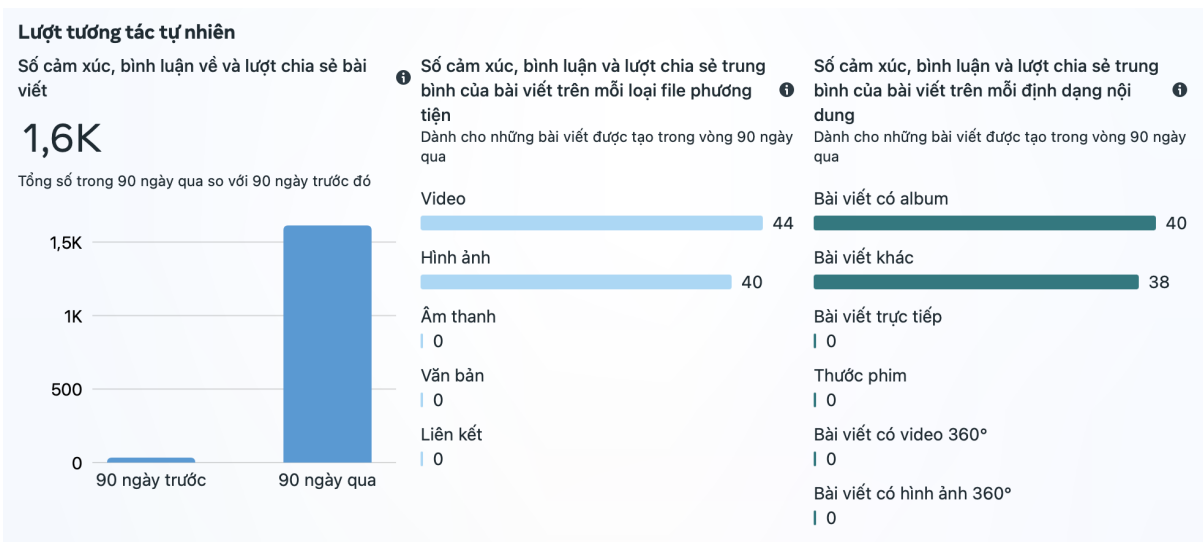 Lượt tương tác tự nhiên
Số cảm xúc, bình luận về và lượt chia sẻ bài
viết
1,6K
Tổng số trong 90 ngày qua so với 90 ngày trước đó
1,5K
1K
500
0
90 ngày trước
90 ngày qua
Số cảm xúc, bình luận và lượt chia sẻ trung
bình của bài viết trên mỗi loại file phương
tiện
Dành cho những bài viết được tạo trong vòng 90 ngày
qua
Video
44
Hình ảnh
40
Âm thanh
0
Văn bản
0
Liên kết
0
Số cảm xúc, bình luận và lượt chia sẻ trung
bình của bài viết trên mỗi định dạng nội
dung
Dành cho những bài viết được tạo trong vòng 90 ngày
qua
Bài viết có album
40
Bài viết khác
38
Bài viết trực tiếp
0
Thước phim
0
Bài viết có video 360°
0
Bài viết có hình ảnh 360°
0